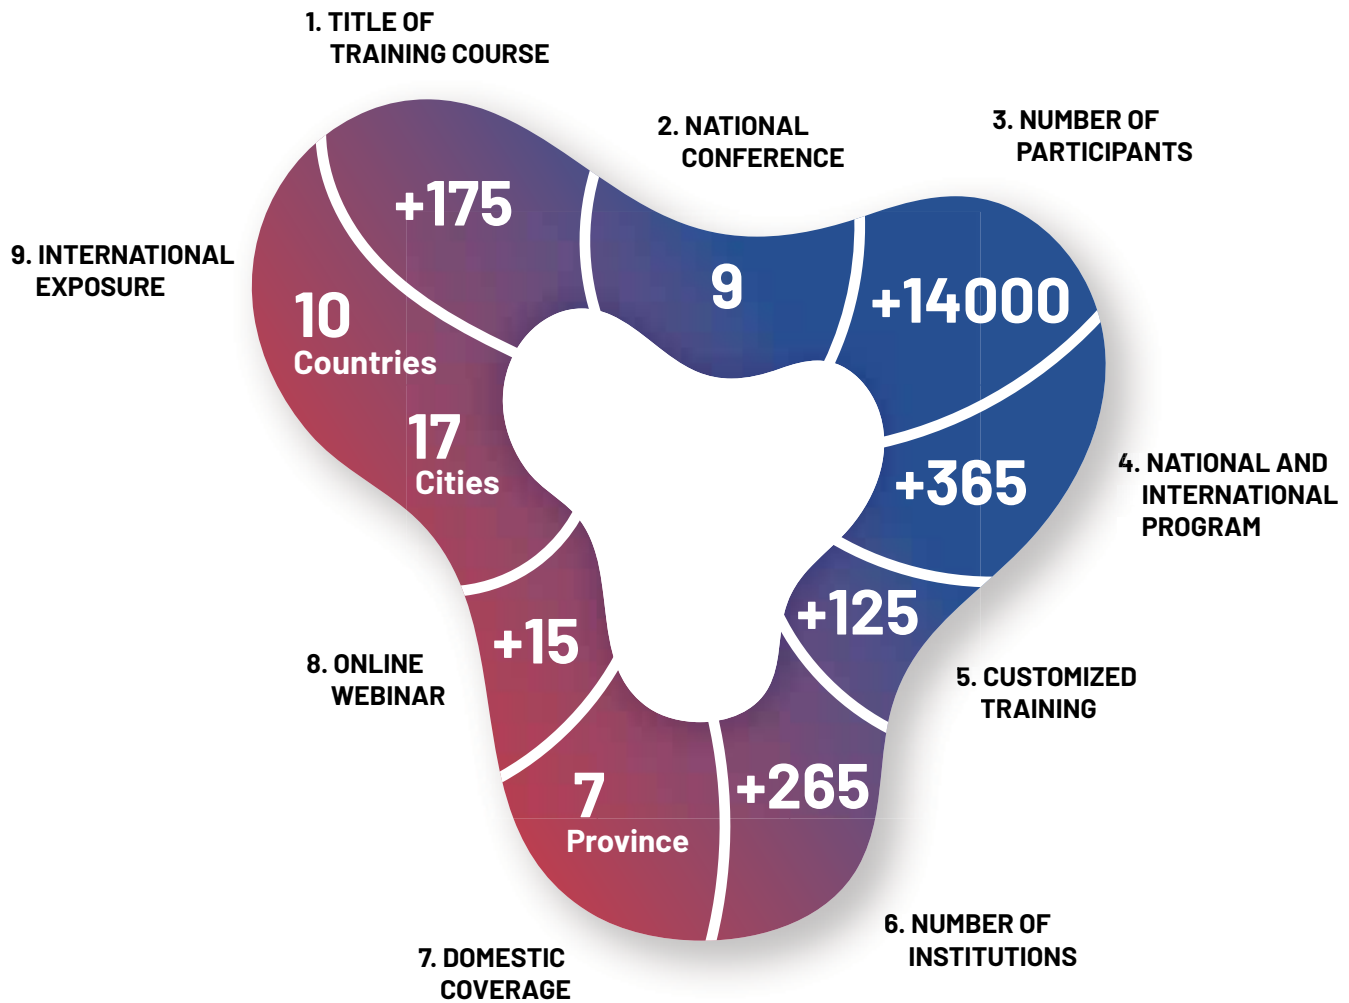 1. TITLE OF
TRAINING COURSE
+175
2. NATIONAL
CONFERENCE
9
3. NUMBER OF
PARTICIPANTS
+14000
4. NATIONAL AND
INTERNATIONAL
PROGRAM
+365
5. CUSTOMIZED
TRAINING
+125
6. NUMBER OF
INSTITUTIONS
+265
7. DOMESTIC
COVERAGE
7
Province
8. ONLINE
WEBINAR
+15
9. INTERNATIONAL
EXPOSURE
10
Countries
17
Cities